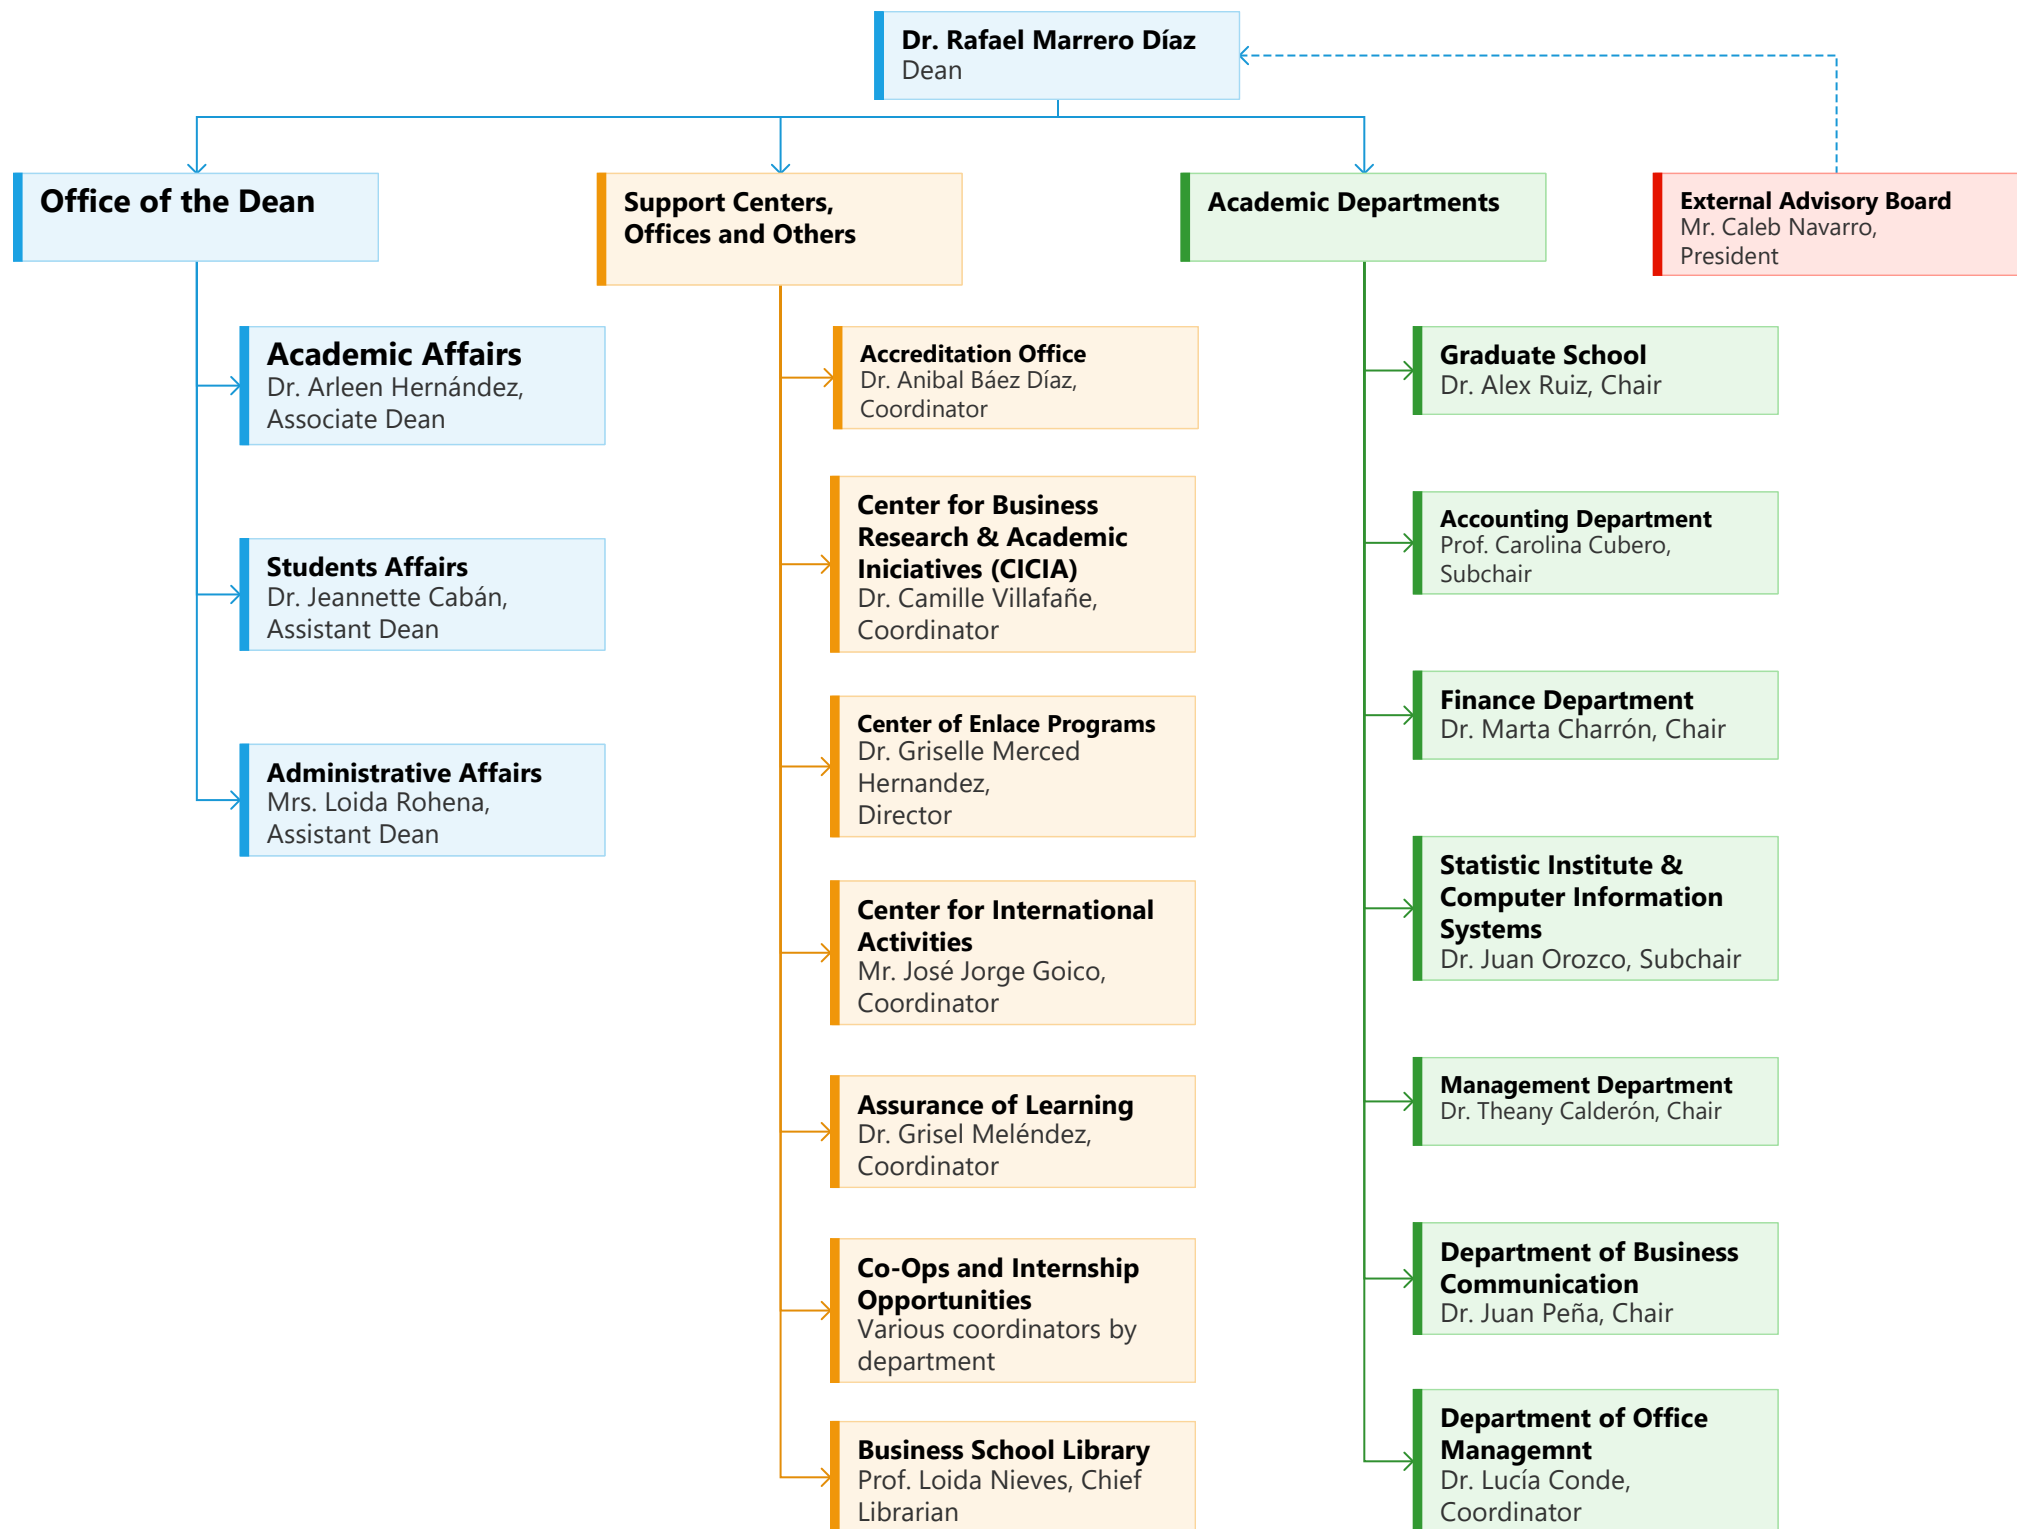 Dr. Rafael Marrero Díaz
Dean
Office of the Dean
Academic Affairs
Dr. Arleen Hernández,
Associate Dean
Students Affairs
Dr. Jeannette Cabán,
Assistant Dean
Administrative Affairs
Mrs. Loida Rohena,
Assistant Dean
Support Centers,
Offices and Others
Accreditation Office
Dr. Anibal Báez Díaz,
Coordinator
Center for Business
Research & Academic
Iniciatives (CICIA)
Dr. Camille Villafañe,
Coordinator
Center of Enlace Programs
Dr. Griselle Merced
Hernandez,
Director
Center for International
Activities
Mr. José Jorge Goico,
Coordinator
Assurance of Learning
Dr. Grisel Meléndez,
Coordinator
Co-Ops and Internship
Opportunities
Various coordinators by
department
Business School Library
Prof. Loida Nieves, Chief
Librarian
Academic Departments
Graduate School
Dr. Alex Ruiz, Chair
Accounting Department
Prof. Carolina Cubero,
Subchair
Finance Department
Dr. Marta Charrón, Chair
Statistic Institute &
Computer Information
Systems
Dr. Juan Orozco, Subchair
Management Department
Dr. Theany Calderón, Chair
Department of Business
Communication
Dr. Juan Peña, Chair
Department of Office
Managemnt
Dr. Lucía Conde,
Coordinator
External Advisory Board
Mr. Caleb Navarro,
President